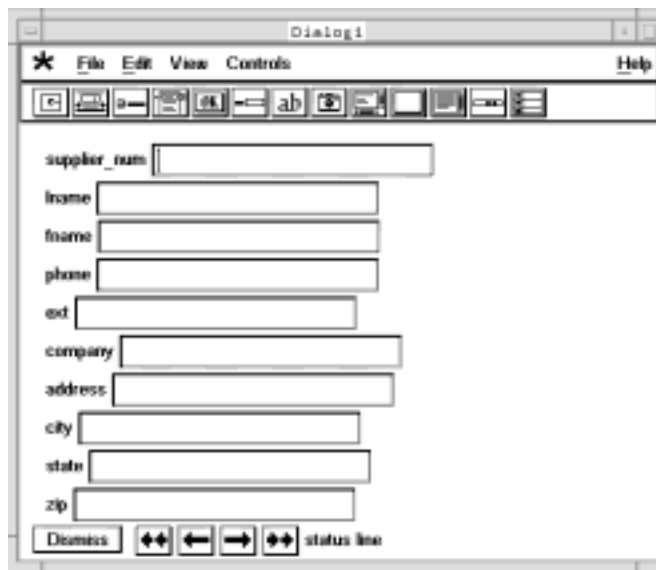 Dialog1
File Edit View Controls Help
ab
supplier_num
lname
fname
phone
ext
company
address
city
state
zip
Dismiss status line